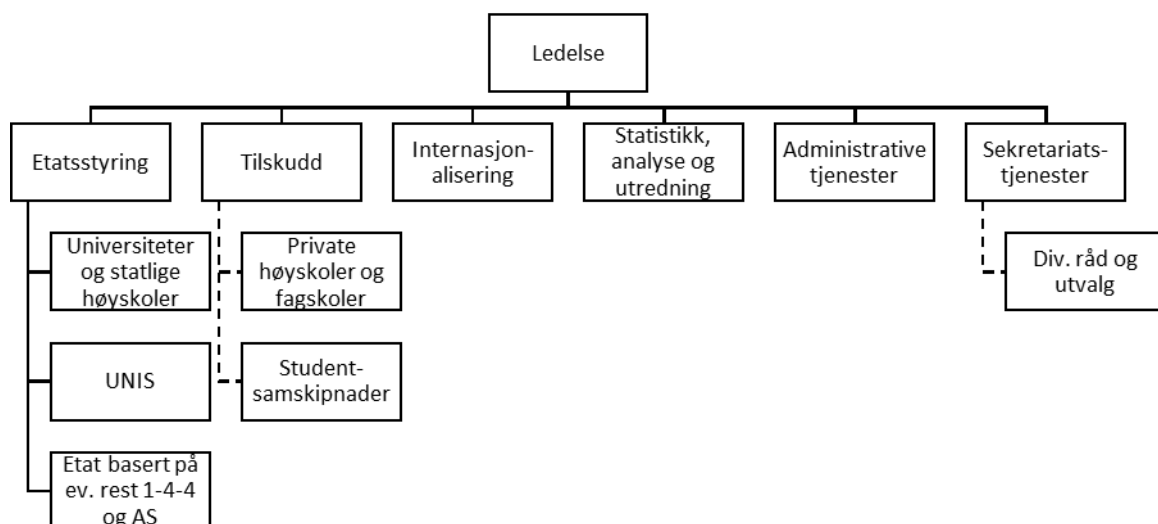 Ledelse
Etatsstyring
Tilskudd
Internasjon-
alisering
Statistikk,
analyse og
utredning
Administrative
tjenester
Sekretariats-
tjenester
Universiteter
og statlige
høyskoler
Private
høyskoler og
fagskoler
Div. råd og
utvalg
UNIS
Student-
samskipnader
Etat basert på
ev. rest 1-4-4
og AS